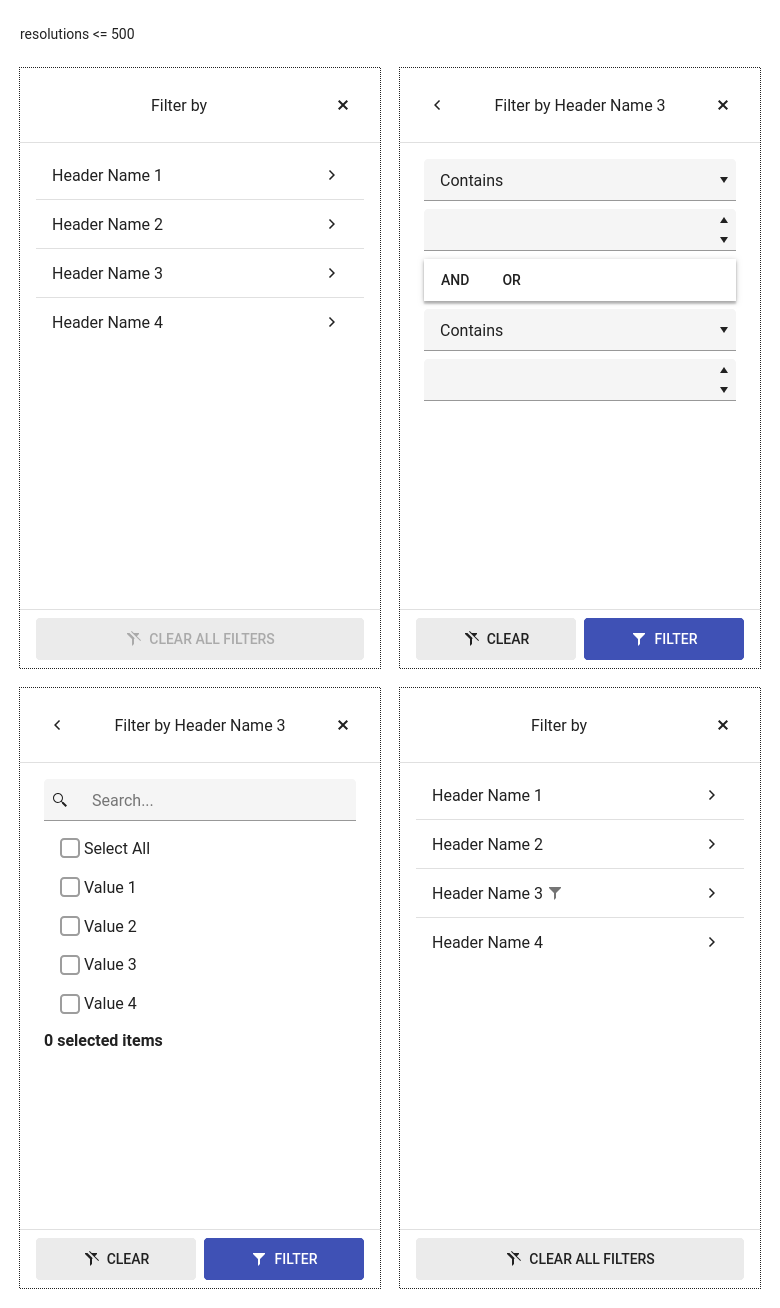 resolutions <= 500
Filter by
Header Name 1
Header Name 2
Header Name 3
Header Name 4
CLEAR ALL FILTERS
Filter by Header Name 3
Contains
AND OR
Contains
CLEAR FILTER
Filter by Header Name 3
Search...
Select All
Value 1
Value 2
Value 3
Value 4
0 selected items
CLEAR FILTER
Filter by
Header Name 1
Header Name 2
Header Name 3
Header Name 4
CLEAR ALL FILTERS